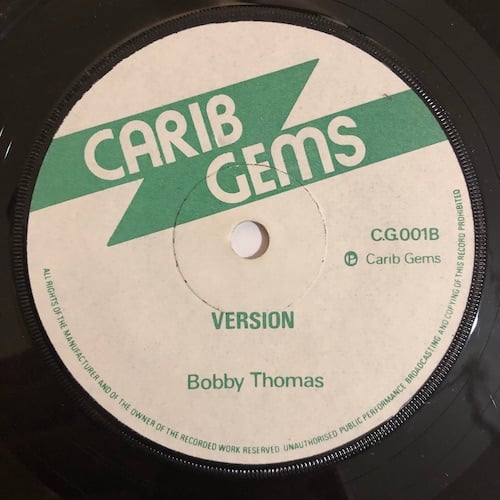 CARIB
GEMS
C.G.001B
℗ Carib Gems
VERSION
Bobby Thomas
ALL RIGHTS OF THE MANUFACTURER AND OF THE OWNER OF THE RECORDED WORK RESERVED UNAUTHORISED PUBLIC PERFORMANCE BROADCASTING AND COPYING OF THIS RECORD PROHIBITED